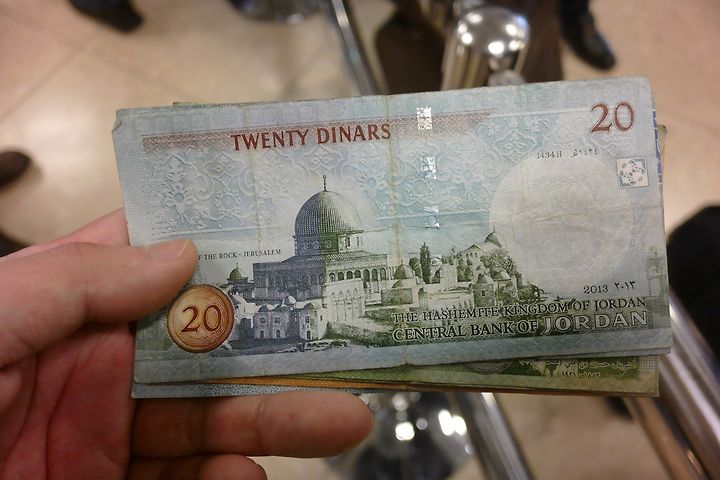 TWENTY DINARS
20
1434 H ١٤٣٤ هـ
F THE ROCK - JERUSALEM
20
2013 ٢٠١٣
THE HASHEMITE KINGDOM OF JORDAN
CENTRAL BANK OF JORDAN